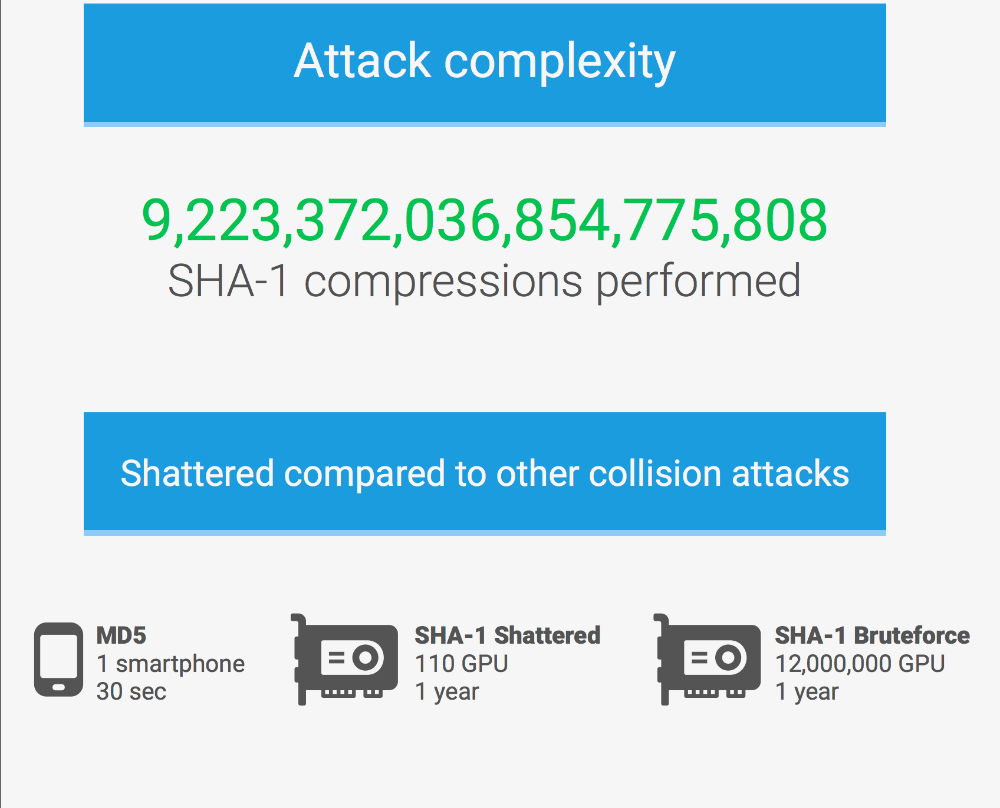 Attack complexity
9,223,372,036,854,775,808
SHA-1 compressions performed
Shattered compared to other collision attacks
MD5
1 smartphone
30 sec
SHA-1 Shattered
110 GPU
1 year
SHA-1 Bruteforce
12,000,000 GPU
1 year